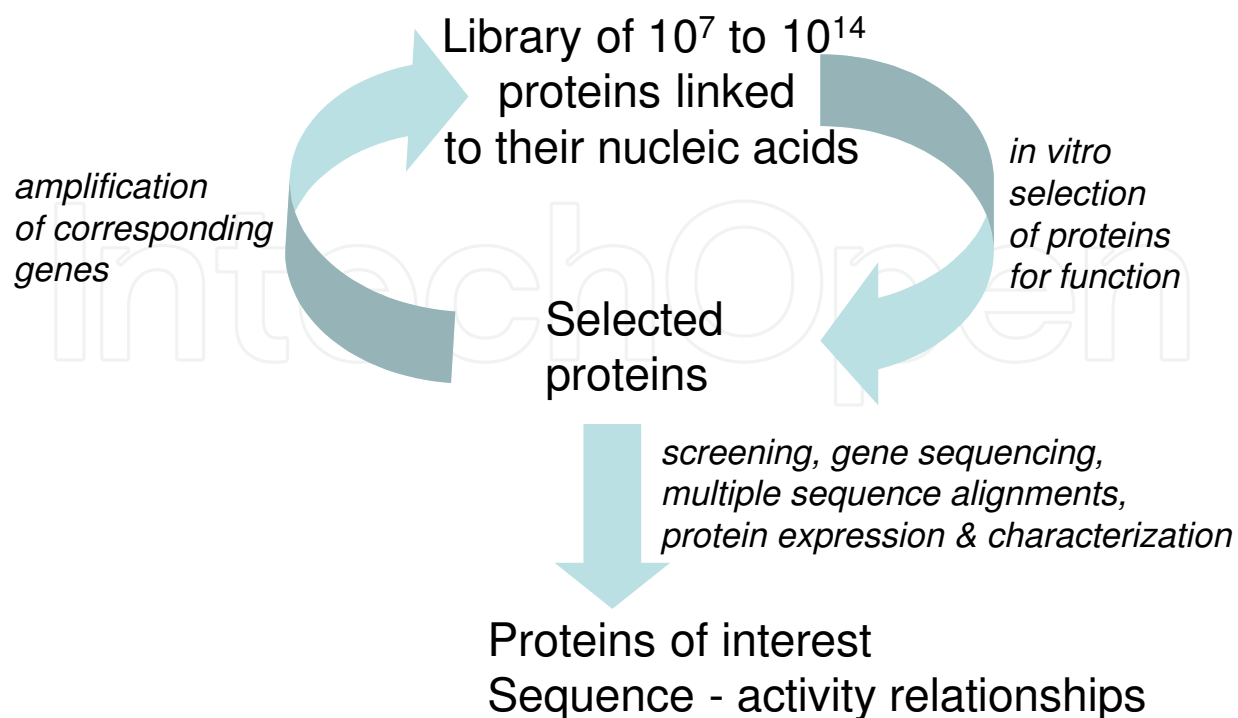 Library of 10⁷ to 10¹⁴
proteins linked
to their nucleic acids
amplification
of corresponding
genes
in vitro
selection
of proteins
for function
IntechOpen
Selected
proteins
screening, gene sequencing,
multiple sequence alignments,
protein expression & characterization
Proteins of interest
Sequence - activity relationships